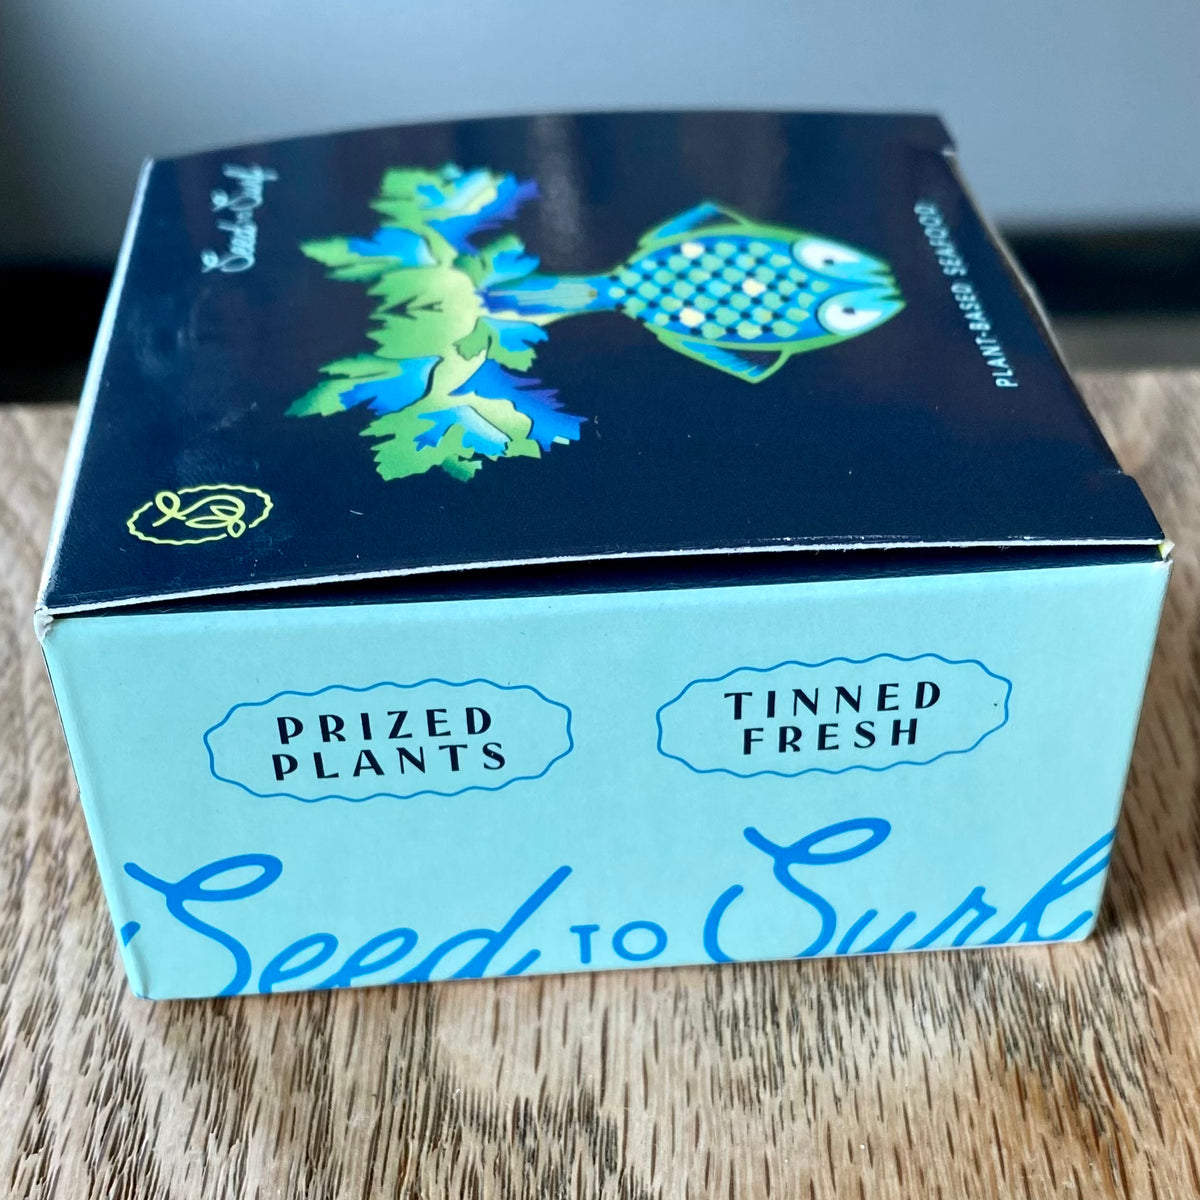 Seed to Surf
PLANT-BASED SEAFOOD
PRIZED
PLANTS
TINNED
FRESH
Seed TO Surf